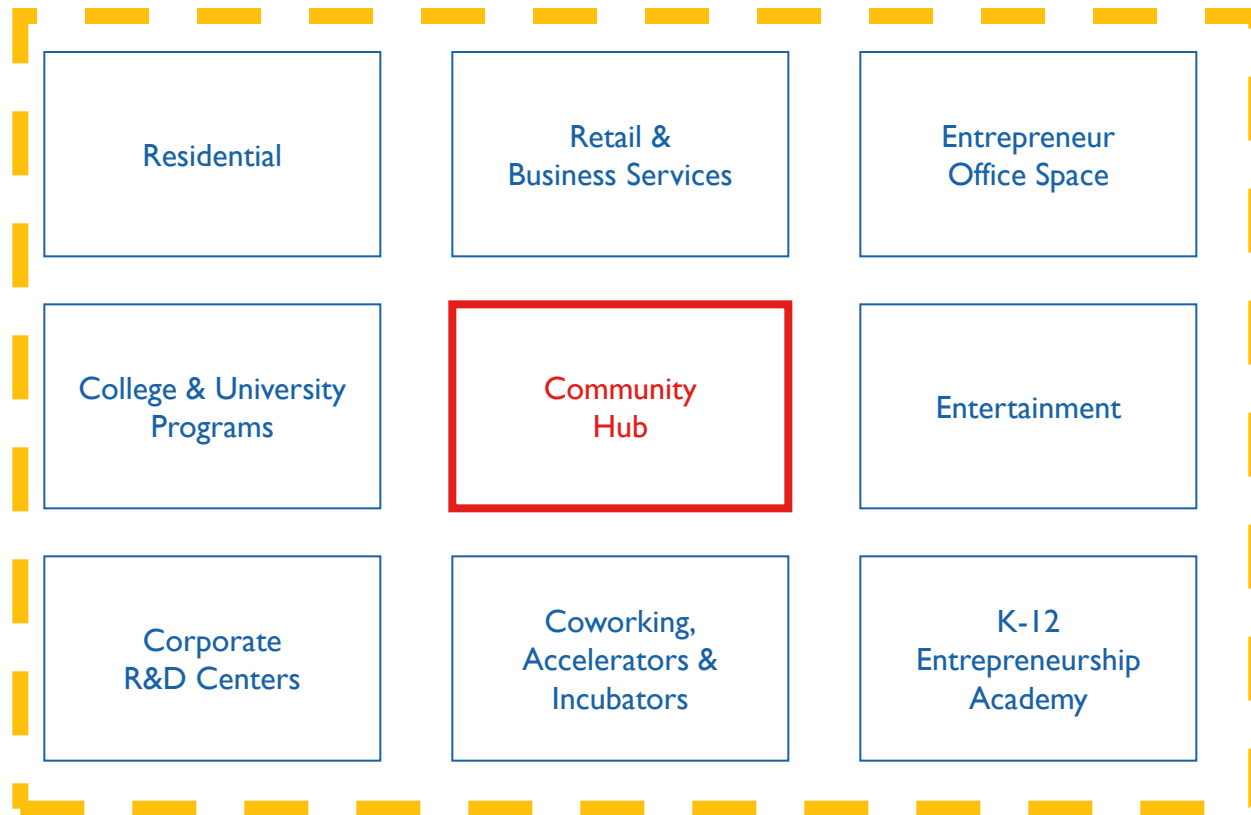 Residential
Retail &
Business Services
Entrepreneur
Office Space
College & University
Programs
Community
Hub
Entertainment
Corporate
R&D Centers
Coworking,
Accelerators &
Incubators
K-12
Entrepreneurship
Academy